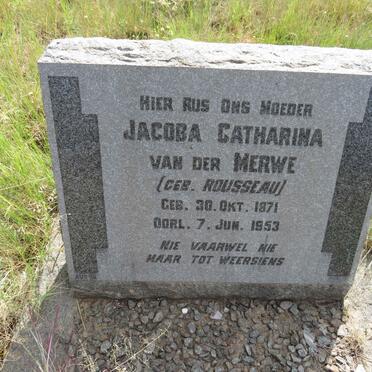 HIER RUS ONS MOEDER
JACOBA CATHARINA
VAN DER MERWE
(GEB. ROUSSEAU)
GEB. 30. OKT. 1871
OORL. 7. JUN. 1953
NIE VAARWEL NIE
MAAR TOT WEERSIENS